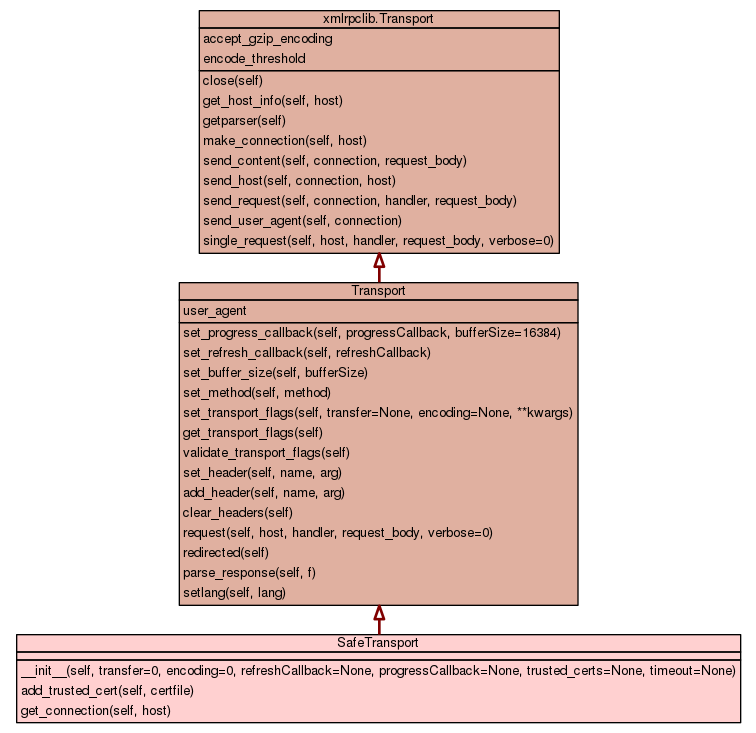 xmlrpclib.Transport
accept_gzip_encoding
encode_threshold
close(self)
get_host_info(self, host)
getparser(self)
make_connection(self, host)
send_content(self, connection, request_body)
send_host(self, connection, host)
send_request(self, connection, handler, request_body)
send_user_agent(self, connection)
single_request(self, host, handler, request_body, verbose=0)
Transport
user_agent
set_progress_callback(self, progressCallback, bufferSize=16384)
set_refresh_callback(self, refreshCallback)
set_buffer_size(self, bufferSize)
set_method(self, method)
set_transport_flags(self, transfer=None, encoding=None, **kwargs)
get_transport_flags(self)
validate_transport_flags(self)
set_header(self, name, arg)
add_header(self, name, arg)
clear_headers(self)
request(self, host, handler, request_body, verbose=0)
redirected(self)
parse_response(self, f)
setlang(self, lang)
SafeTransport
__init__(self, transfer=0, encoding=0, refreshCallback=None, progressCallback=None, trusted_certs=None, timeout=None)
add_trusted_cert(self, certfile)
get_connection(self, host)